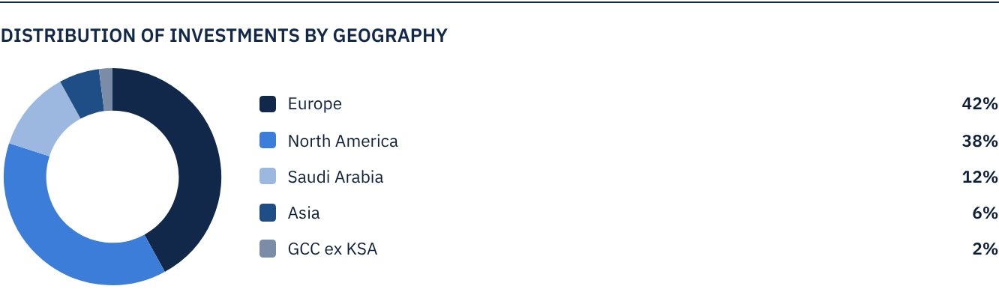 DISTRIBUTION OF INVESTMENTS BY GEOGRAPHY
Europe 42%
North America 38%
Saudi Arabia 12%
Asia 6%
GCC ex KSA 2%